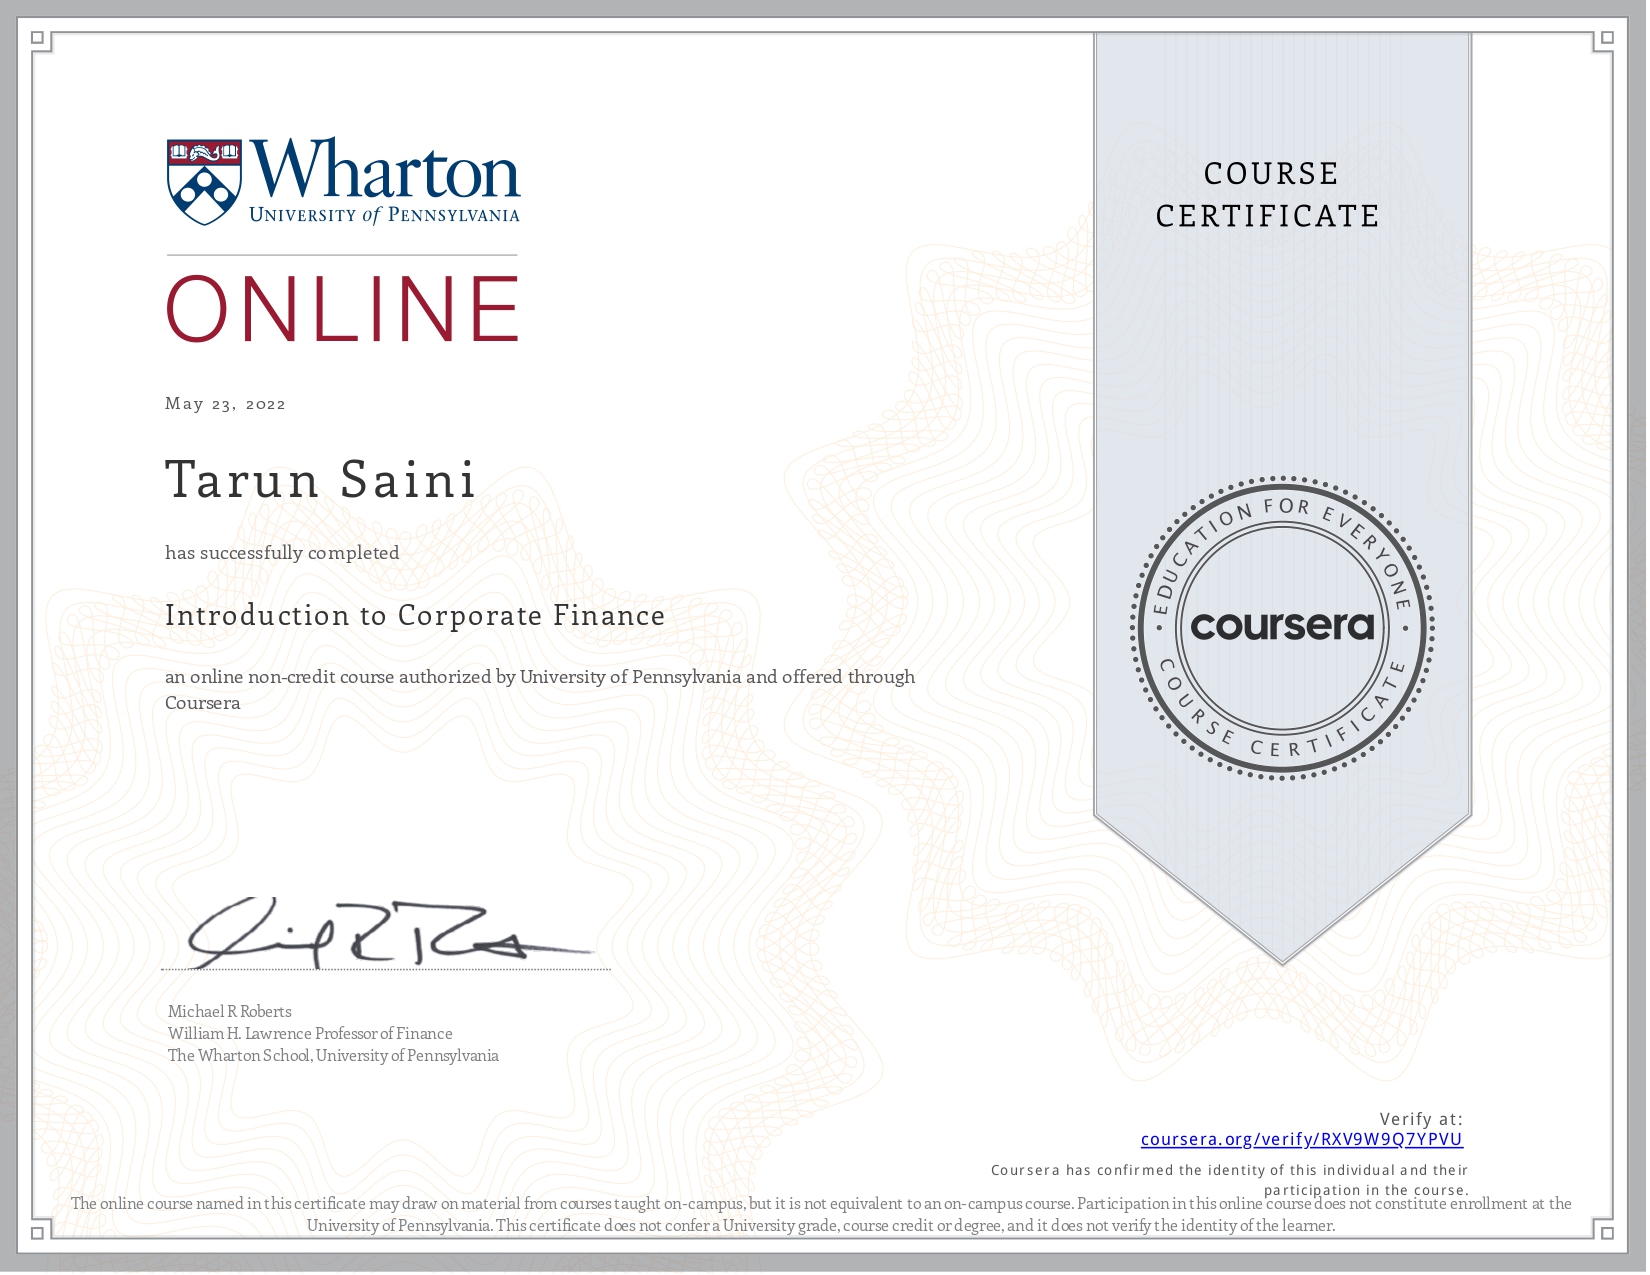 Wharton
UNIVERSITY of PENNSYLVANIA
ONLINE
May 23, 2022
Tarun Saini
has successfully completed
Introduction to Corporate Finance
an online non-credit course authorized by University of Pennsylvania and offered through
Coursera
Michael R Roberts
William H. Lawrence Professor of Finance
The Wharton School, University of Pennsylvania
COURSE
CERTIFICATE
EDUCATION FOR EVERYONE
coursera
COURSE CERTIFICATE
Verify at:
coursera.org/verify/RXV9W9Q7YPVU
Coursera has confirmed the identity of this individual and their
participation in the course.
The online course named in this certificate may draw on material from courses taught on-campus, but it is not equivalent to an on-campus course. Participation in this online course does not constitute enrollment at the
University of Pennsylvania. This certificate does not confer a University grade, course credit or degree, and it does not verify the identity of the learner.